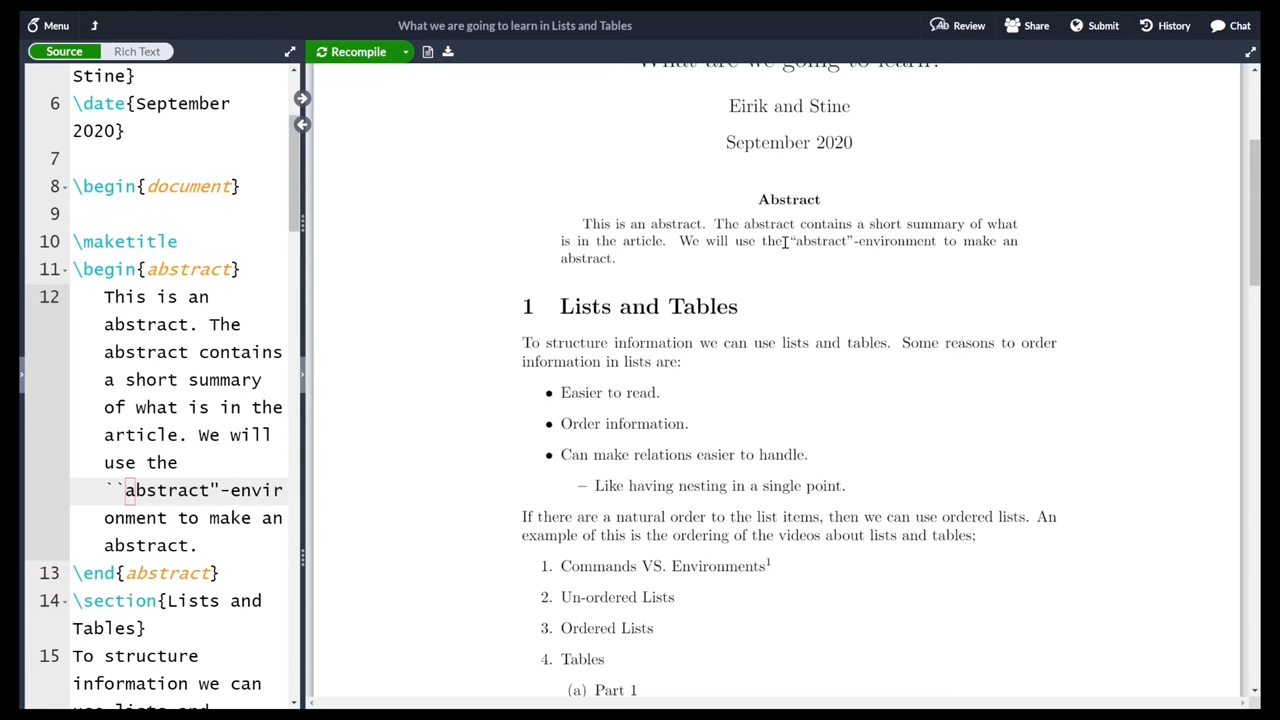 Menu
What we are going to learn in Lists and Tables
Review
Share
Submit
History
Chat
Source
Rich Text
Recompile
Stine}
6 \date{September
2020}
7
8 \begin{document}
9
10 \maketitle
11 \begin{abstract}
12 This is an
abstract. The
abstract contains
a short summary
of what is in the
article. We will
use the
``abstract"-envir
onment to make an
abstract.
13 \end{abstract}
14 \section{Lists and
Tables}
15 To structure
information we can
use lists and
What are we going to learn?
Eirik and Stine
September 2020
Abstract
This is an abstract. The abstract contains a short summary of what
is in the article. We will use the “abstract”-environment to make an
abstract.
1 Lists and Tables
To structure information we can use lists and tables. Some reasons to order
information in lists are:
• Easier to read.
• Order information.
• Can make relations easier to handle.
– Like having nesting in a single point.
If there are a natural order to the list items, then we can use ordered lists. An
example of this is the ordering of the videos about lists and tables;
1. Commands VS. Environments¹
2. Un-ordered Lists
3. Ordered Lists
4. Tables
(a) Part 1